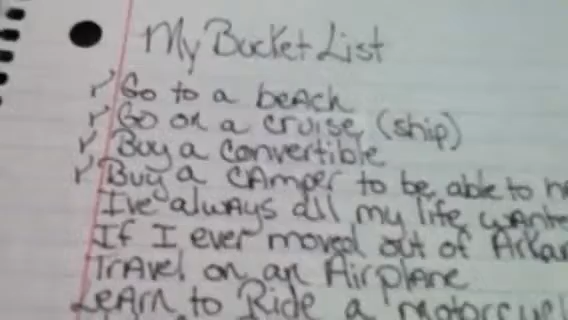 My Bucket List
✓ Go to a beach
✓ Go on a cruise (ship)
✓ Buy a convertible
✓ Buy a camper to be able to
I've always all my life
If I ever moved out of
Travel on an Airplane
Learn to Ride a